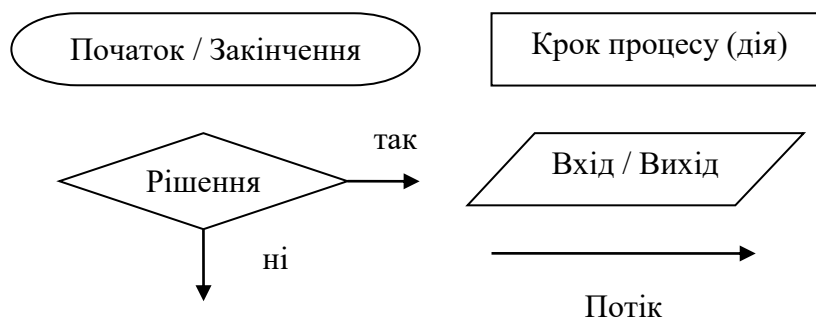 Початок / Закінчення
Крок процесу (дія)
так
Рішення
Вхід / Вихід
ні
Потік